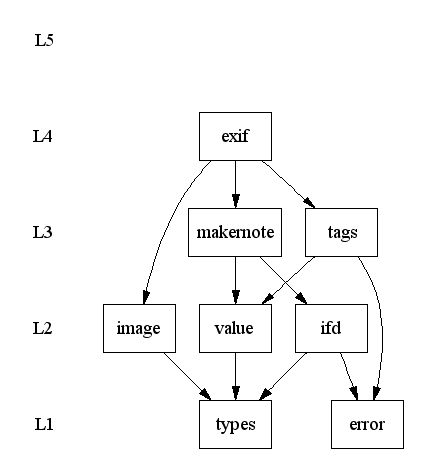 L5
L4 exif
L3 makernote tags
L2 image value ifd
L1 types error